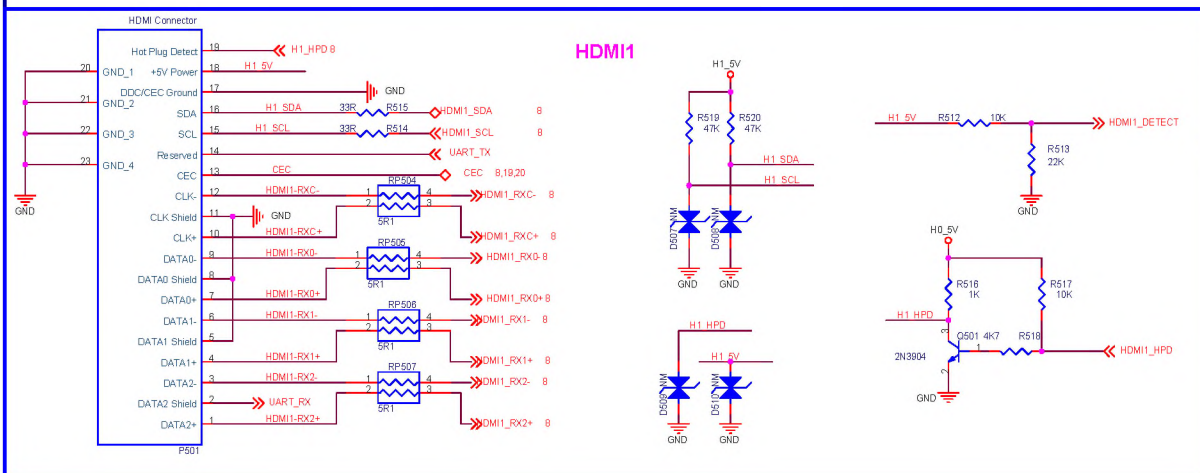 HDMI Connector
HDMI1
Hot Plug Detect 19 H1_HPD 8
20 GND_1 +5V Power 18 H1_5V
DDC/CEC Ground 17 GND
21 GND_2
SDA 16 H1_SDA 33R R515 HDMI1_SDA 8
22 GND_3 SCL 15 H1_SCL 33R R514 HDMI1_SCL 8
Reserved 14 UART_TX
23 GND_4
CEC 13 CEC CEC 8,19,20
CLK- 12 HDMI1-RXC- 1 RP504 4 HDMI1_RXC- 8
2 3
5R1
GND
CLK Shield 11 GND
CLK+ 10 HDMI1-RXC+ HDMI1_RXC+ 8
DATA0- 9 HDMI1-RX0- 1 RP505 4 HDMI1_RX0- 8
2 3
DATA0 Shield 8 5R1
DATA0+ 7 HDMI1-RX0+ HDMI1_RX0+ 8
DATA1- 6 HDMI1-RX1- 1 RP506 4 HDMI1_RX1- 8
2 3
DATA1 Shield 5 5R1
DATA1+ 4 HDMI1-RX1+ HDMI1_RX1+ 8
DATA2- 3 HDMI1-RX2- 1 RP507 4 HDMI1_RX2- 8
2 3
DATA2 Shield 2 UART_RX 5R1
DATA2+ 1 HDMI1-RX2+ HDMI1_RX2+ 8
P501
H1_5V
R519 R520
47K 47K
H1_SDA
H1_SCL
D507 NM D508 NM
GND GND
H1_HPD
H1_5V
D509 NM D510 NM
GND GND
H1_5V R512 10K HDMI1_DETECT
R513
22K
GND
H0_5V
R516 R517
1K 10K
H1_HPD
3
Q501 4K7 R518 HDMI1_HPD
1
2N3904
2
GND